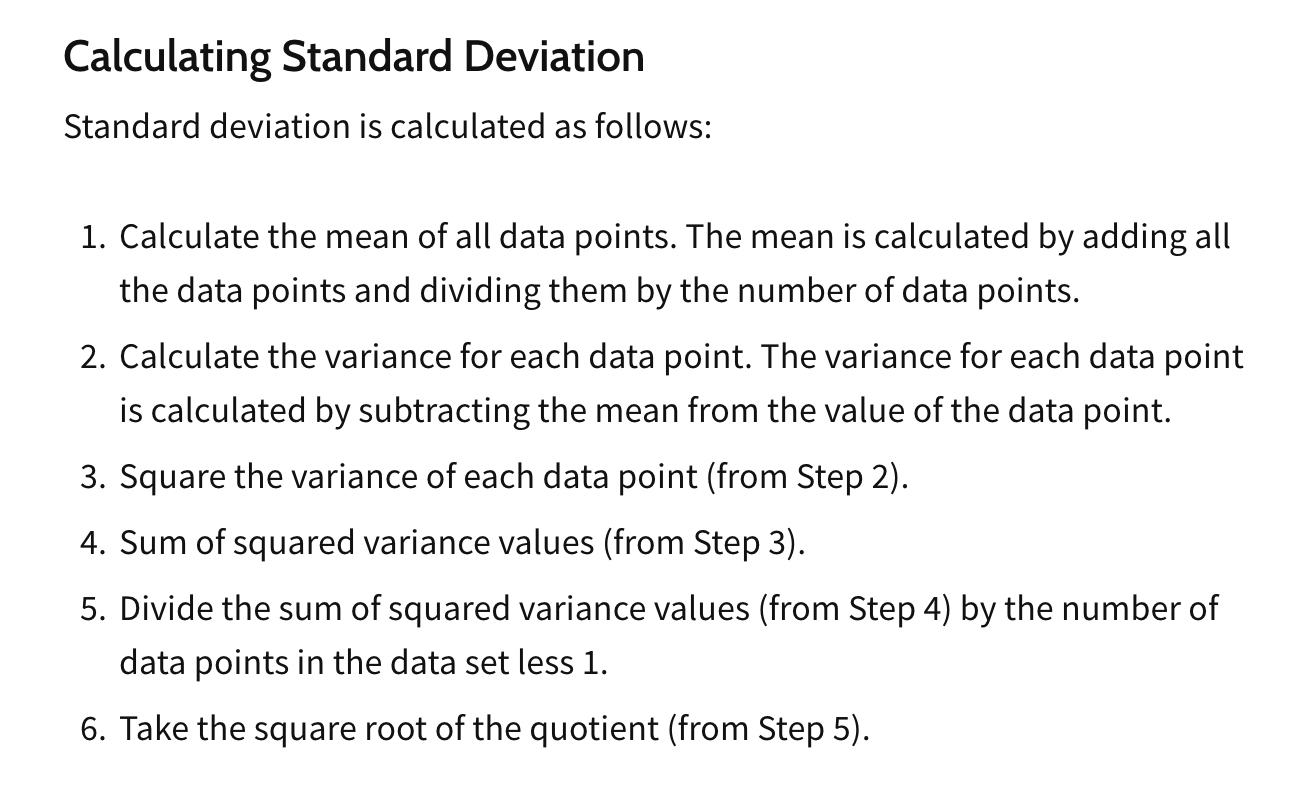 Calculating Standard Deviation
Standard deviation is calculated as follows:
1. Calculate the mean of all data points. The mean is calculated by adding all
the data points and dividing them by the number of data points.
2. Calculate the variance for each data point. The variance for each data point
is calculated by subtracting the mean from the value of the data point.
3. Square the variance of each data point (from Step 2).
4. Sum of squared variance values (from Step 3).
5. Divide the sum of squared variance values (from Step 4) by the number of
data points in the data set less 1.
6. Take the square root of the quotient (from Step 5).